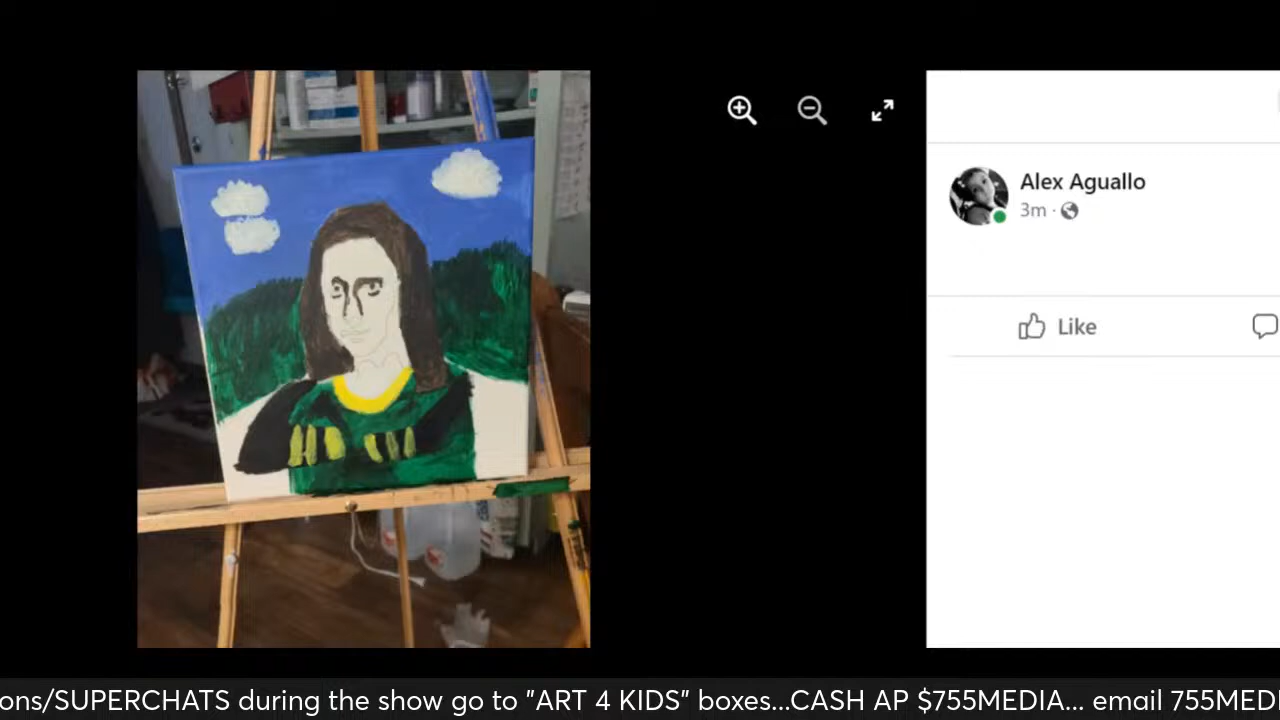 Alex Aguallo
3m ·
Like
ons/SUPERCHATS during the show go to "ART 4 KIDS" boxes...CASH AP $755MEDIA... email 755MED